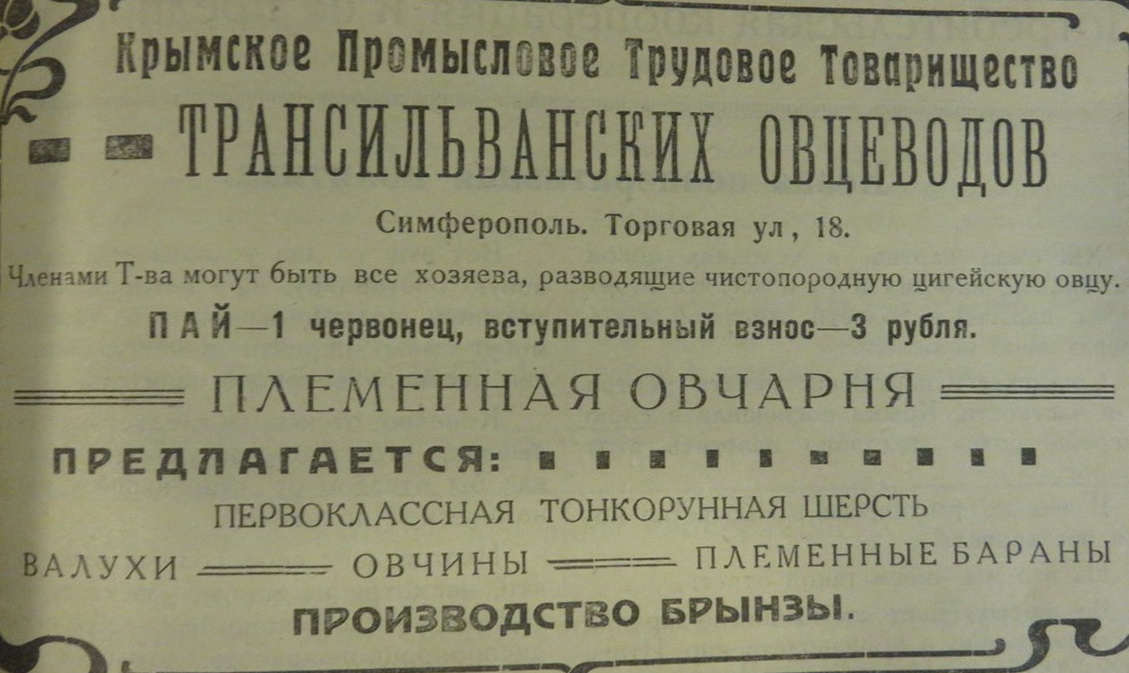 Крымское Промысловое Трудовое Товарищество
ТРАНСИЛЬВАНСКИХ ОВЦЕВОДОВ
Симферополь. Торговая ул, 18.
Членами Т-ва могут быть все хозяева, разводящие чистопородную цигейскую овцу.
ПАЙ—1 червонец, вступительный взнос—3 рубля.
ПЛЕМЕННАЯ ОВЧАРНЯ
ПРЕДЛАГАЕТСЯ:
ПЕРВОКЛАССНАЯ ТОНКОРУННАЯ ШЕРСТЬ
ВАЛУХИ ОВЧИНЫ ПЛЕМЕННЫЕ БАРАНЫ
ПРОИЗВОДСТВО БРЫНЗЫ.